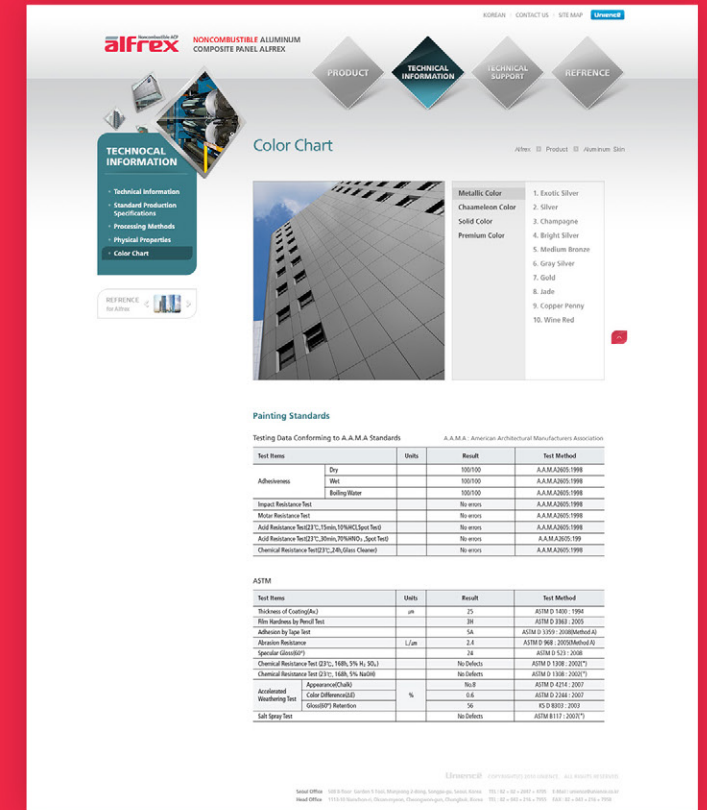 KOREAN CONTACT US SITE MAP Unience
Noncombustible ACP
alfrex
NONCOMBUSTIBLE ALUMINUM
COMPOSITE PANEL ALFREX
PRODUCT
TECHNICAL
INFORMATION
TECHNICAL
SUPPORT
REFRENCE
TECHNOCAL
INFORMATION
Technical Information
Standard Production
Specifications
Processing Methods
Physical Properties
Color Chart
REFRENCE
for Alfrex
Color Chart
Alfrex Product Aluminum Skin
Metallic Color
Chaameleon Color
Solid Color
Premium Color
1. Exotic Silver
2. Silver
3. Champagne
4. Bright Silver
5. Medium Bronze
6. Gray Silver
7. Gold
8. Jade
9. Copper Penny
10. Wine Red
Painting Standards
Testing Data Conforming to A.A.M.A Standards
A.A.M.A : American Architectural Manufacturers Association
Test Items Units Result Test Method
Adhesiveness
Dry 100/100 A.A.M.A2605:1998
Wet 100/100 A.A.M.A2605:1998
Boiling Water 100/100 A.A.M.A2605:1998
Impact Resistance Test No errors A.A.M.A2605:1998
Motar Resistance Test No errors A.A.M.A2605:1998
Acid Resistance Test(23℃,15min,10%HCl,Spot Test) No errors A.A.M.A2605:1998
Acid Resistance Test(23℃,30min,70%HNO₃,Spot Test) No errors A.A.M.A2605:199
Chemical Resistance Test(23℃,24h,Glass Cleaner) No errors A.A.M.A2605:1998
ASTM
Test Items Units Result Test Method
Thickness of Coating(Av.) ㎛ 25 ASTM D 1400 : 1994
Film Hardness by Pencil Test 3H ASTM D 3363 : 2005
Adhesion by Tape Test 5A ASTM D 3359 : 2008(Method A)
Abrasion Resistance L/㎛ 2.4 ASTM D 968 : 2005(Method A)
Specular Gloss(60°) 24 ASTM D 523 : 2008
Chemical Resistance Test (23℃, 168h, 5% H₂ SO₄) No Defects ASTM D 1308 : 2002(*)
Chemical Resistance Test (23℃, 168h, 5% NaOH) No Defects ASTM D 1308 : 2002(*)
Accelerated
Weathering Test
%
Appearance(Chalk) No.8 ASTM D 4214 : 2007
Color Difference(ΔE) 0.6 ASTM D 2244 : 2007
Gloss(60°) Retention 56 KS D 8303 : 2003
Salt Spray Test No Defects ASTM B117 : 2007(*)
Seoul Office
Head Office